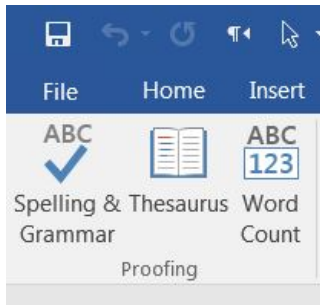 File Home Insert
ABC ABC
123
Spelling & Thesaurus Word
Grammar Count
Proofing